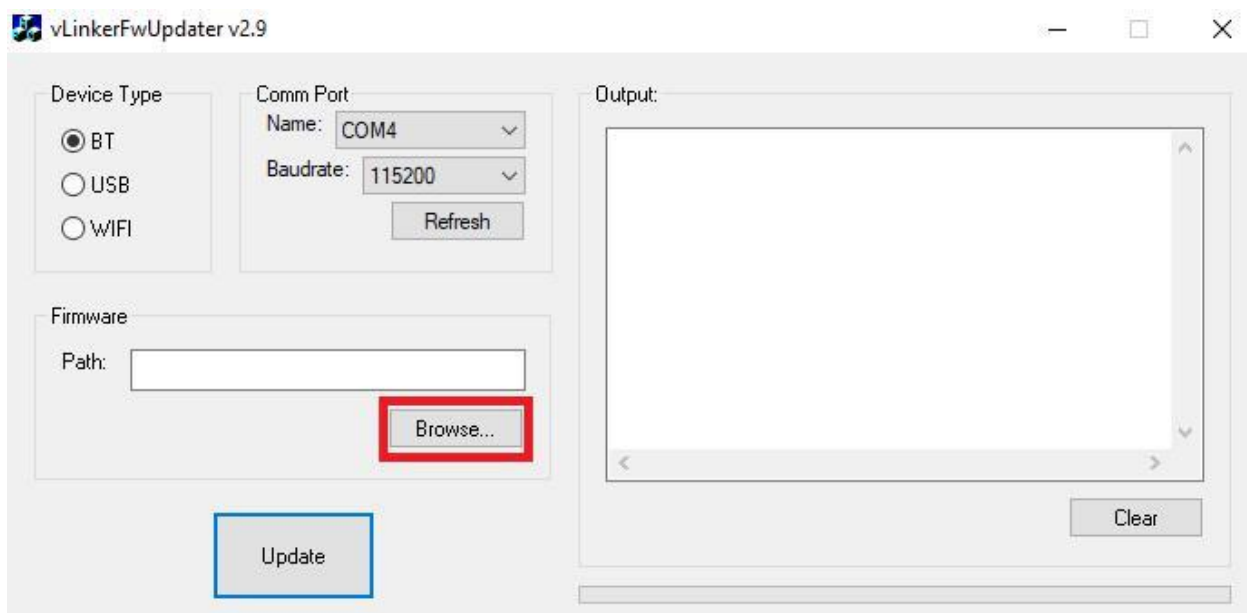 vLinkerFwUpdater v2.9
Device Type
BT
USB
WIFI
Comm Port
Name: COM4
Baudrate: 115200
Refresh
Firmware
Path:
Browse...
Update
Output:
Clear